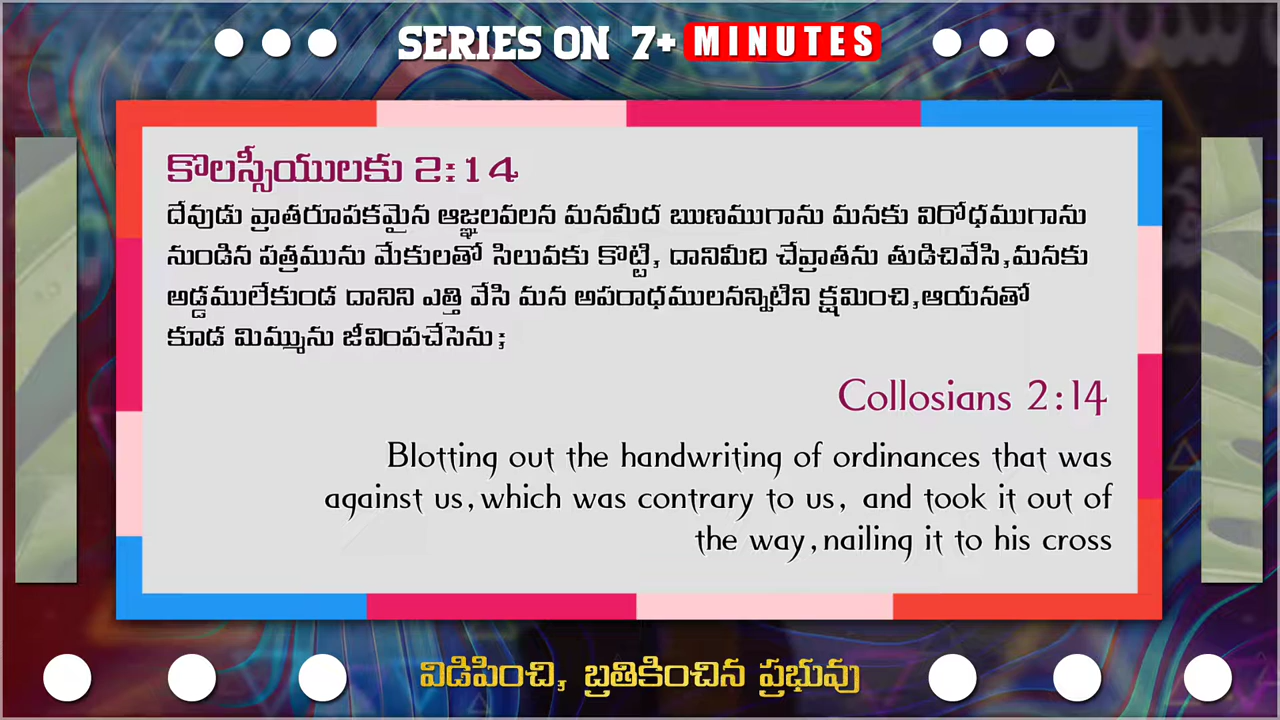 SERIES ON 7+ MINUTES
కొలస్సీయులకు 2:14
దేవుడు వ్రాతరూపకమైన ఆజ్ఞలవలన మనమీద ఋణముగాను మనకు విరోధముగాను
నుండిన పత్రమును మేకులతో సిలువకు కొట్టి, దానిమీది చేవ్రాతను తుడిచివేసి,మనకు
అడ్డములేకుండ దానిని ఎత్తి వేసి మన అపరాధములనన్నిటిని క్షమించి,ఆయనతో
కూడ మిమ్మును జీవింపచేసెను;
Collosians 2:14
Blotting out the handwriting of ordinances that was
against us,which was contrary to us, and took it out of
the way,nailing it to his cross
విడిపించి, బ్రతికించిన ప్రభువు